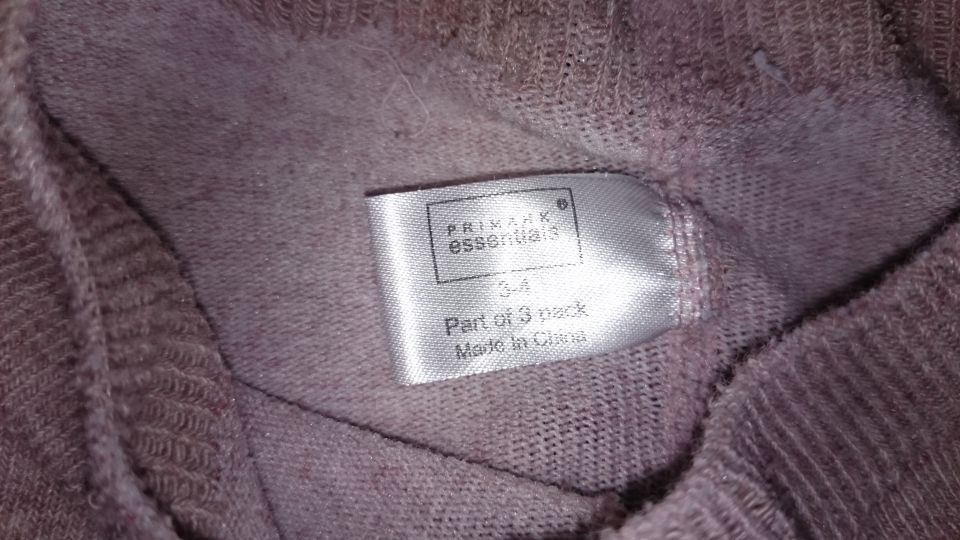 PRIMARK
essentials
3-4
Part of 3 pack
Made In China